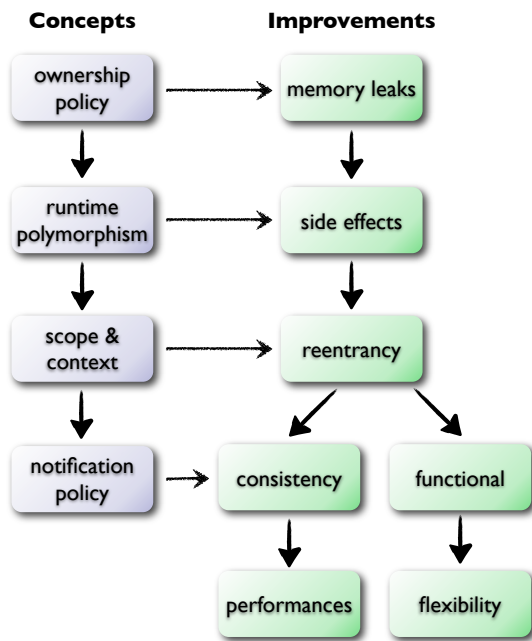 Concepts
Improvements
ownership
policy
memory leaks
runtime
polymorphism
side effects
scope &
context
reentrancy
notification
policy
consistency
functional
performances
flexibility